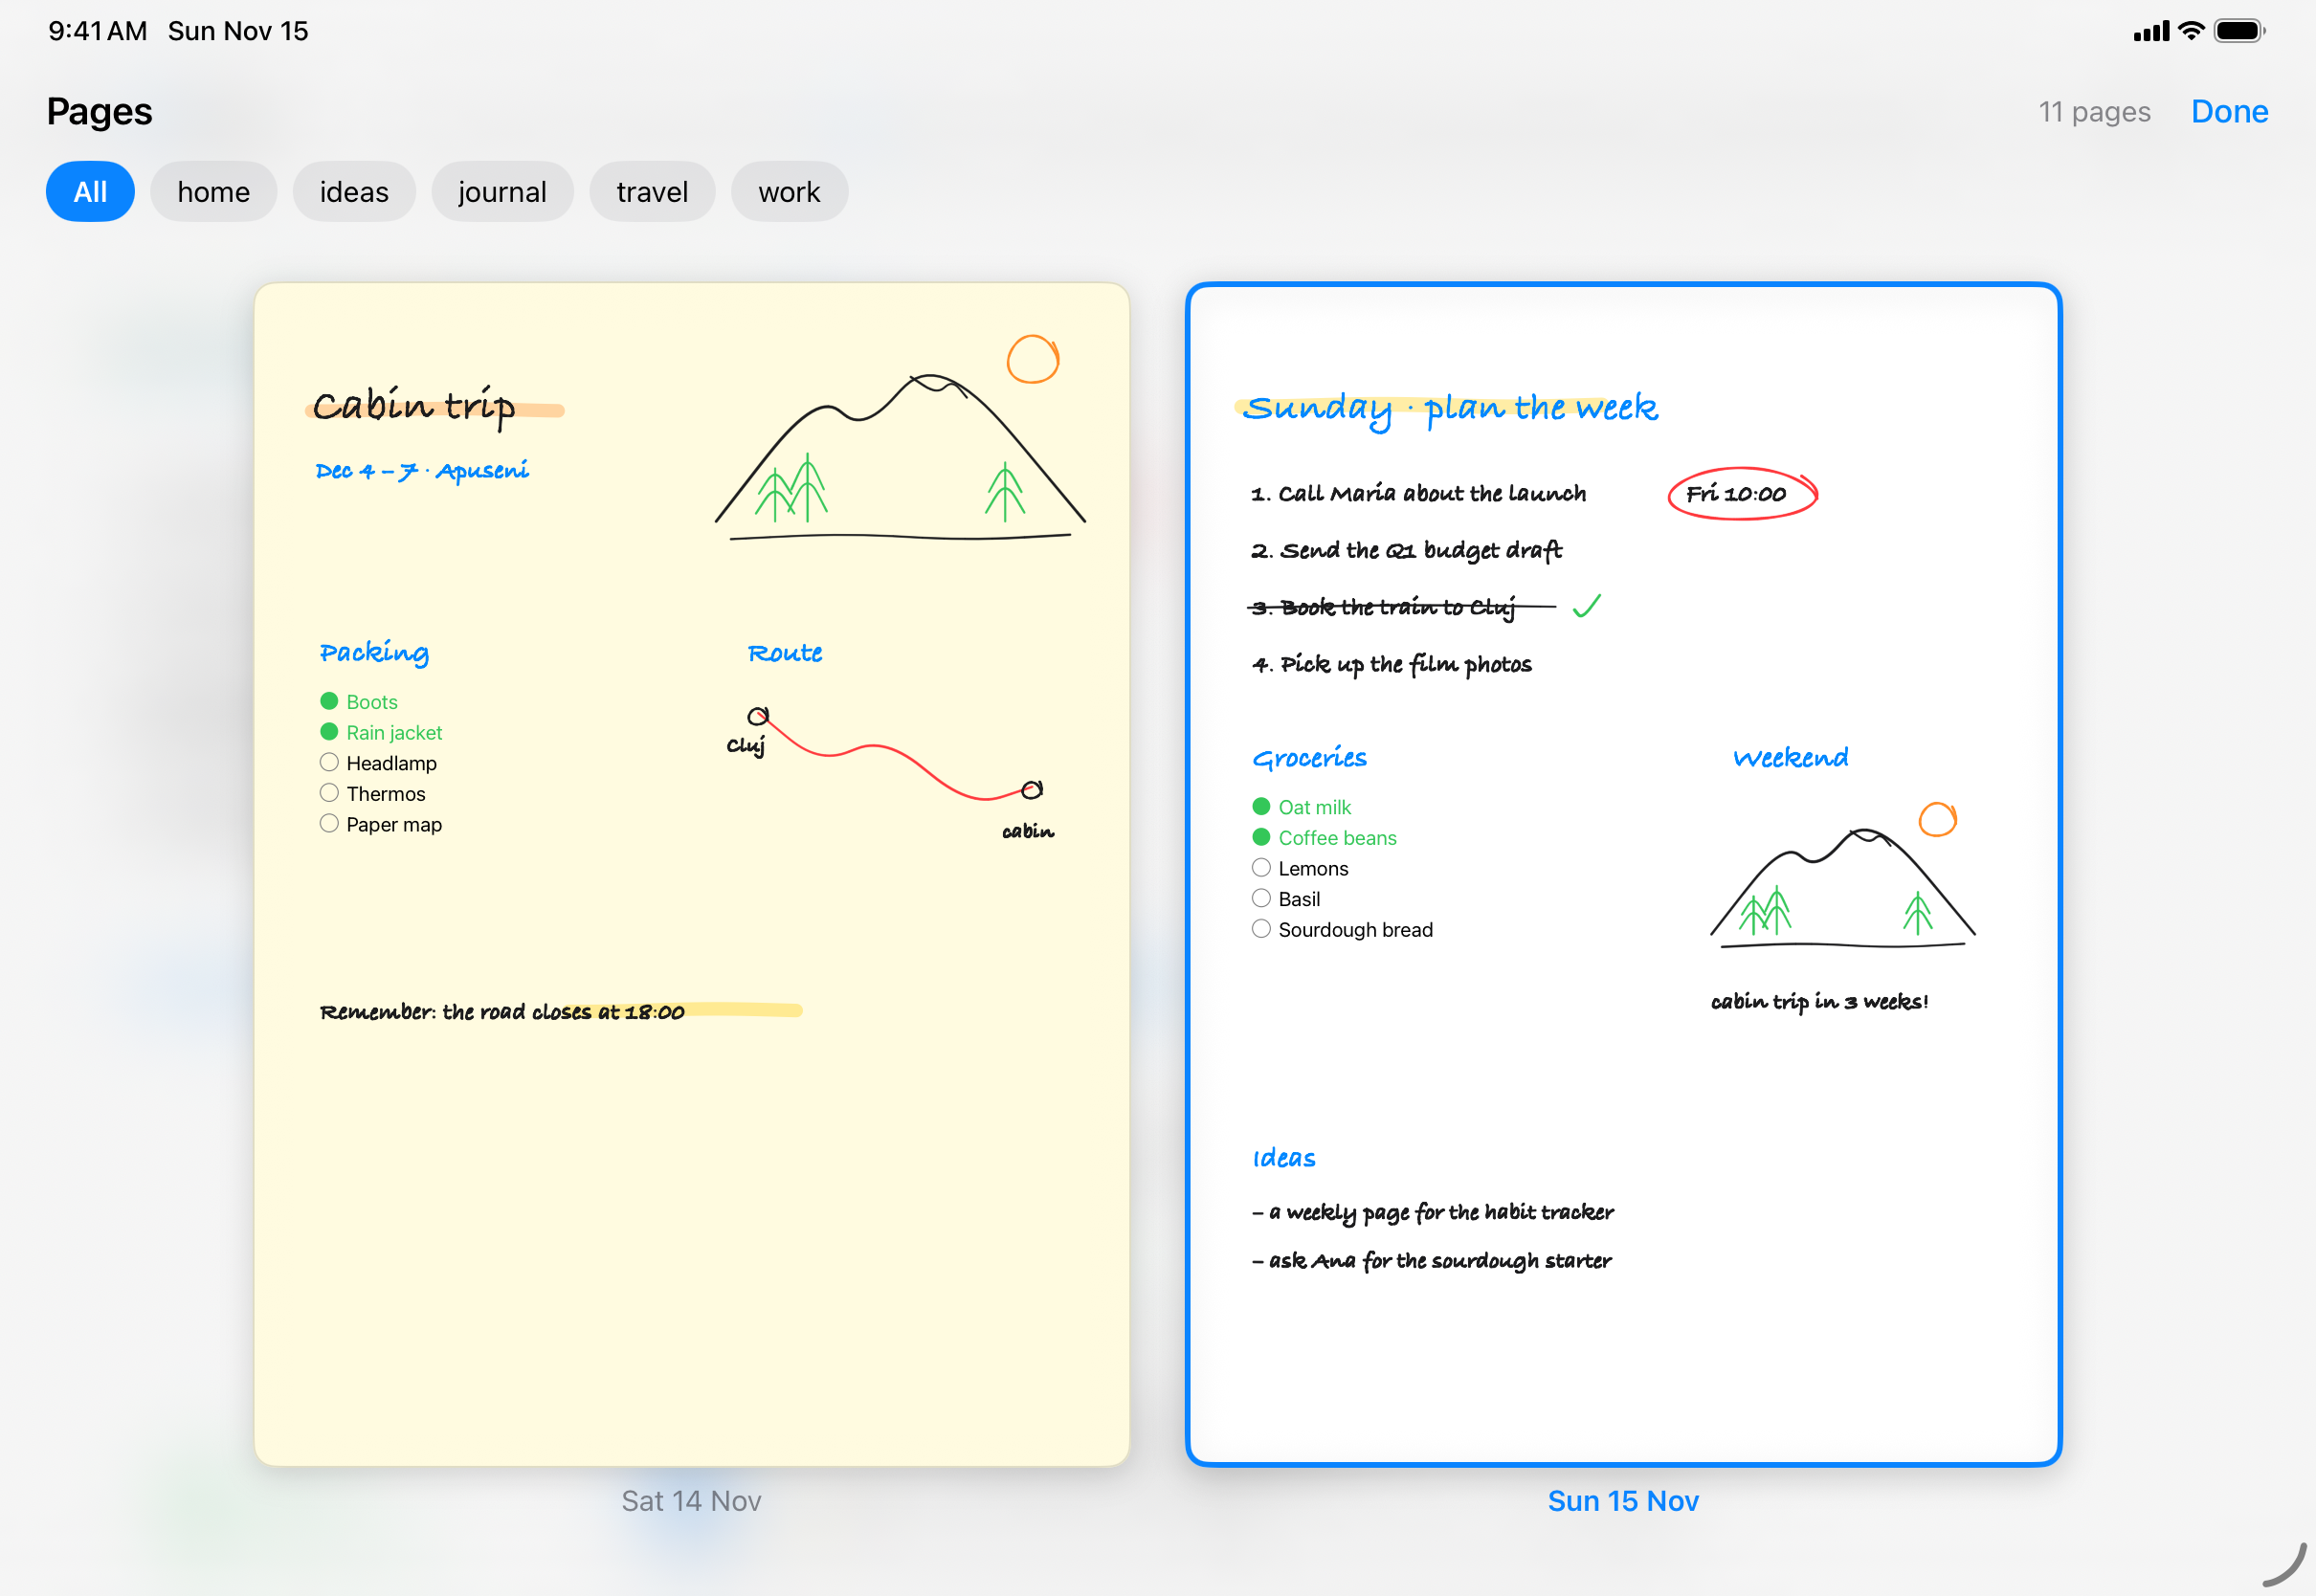 9:41 AM Sun Nov 15
Pages
11 pages Done
All home ideas journal travel work
Cabin trip
Dec 4 – 7 · Apuseni
Packing
Boots
Rain jacket
Headlamp
Thermos
Paper map
Route
Cluj
cabin
Remember: the road closes at 18:00
Sat 14 Nov
Sunday · plan the week
1. Call Maria about the launch
Fri 10:00
2. Send the Q1 budget draft
3. Book the train to Cluj
4. Pick up the film photos
Groceries
Oat milk
Coffee beans
Lemons
Basil
Sourdough bread
Weekend
cabin trip in 3 weeks!
Ideas
– a weekly page for the habit tracker
– ask Ana for the sourdough starter
Sun 15 Nov